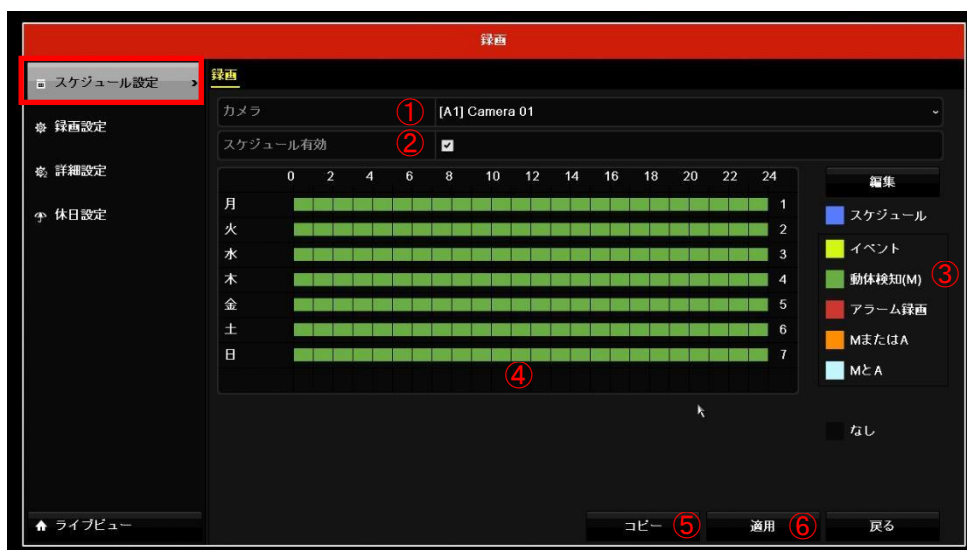 録画
スケジュール設定 ›
録画
カメラ ① [A1] Camera 01
録画設定
スケジュール有効 ②
詳細設定
0 2 4 6 8 10 12 14 16 18 20 22 24
編集
休日設定
月 1
スケジュール
火 2
水 3
イベント
木 4
動体検知(M) ③
金 5
アラーム録画
土 6
MまたはA
日 7
MとA
④
なし
ライブビュー
コピー ⑤
適用 ⑥
戻る